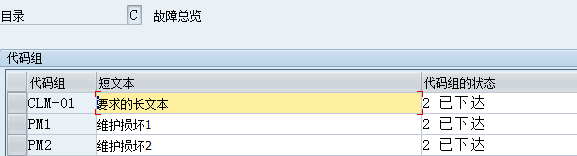 目录 C 故障总览
代码组
代码组 短文本 代码组的状态
CLM-01 要求的长文本 2 已下达
PM1 维护损坏1 2 已下达
PM2 维护损坏2 2 已下达